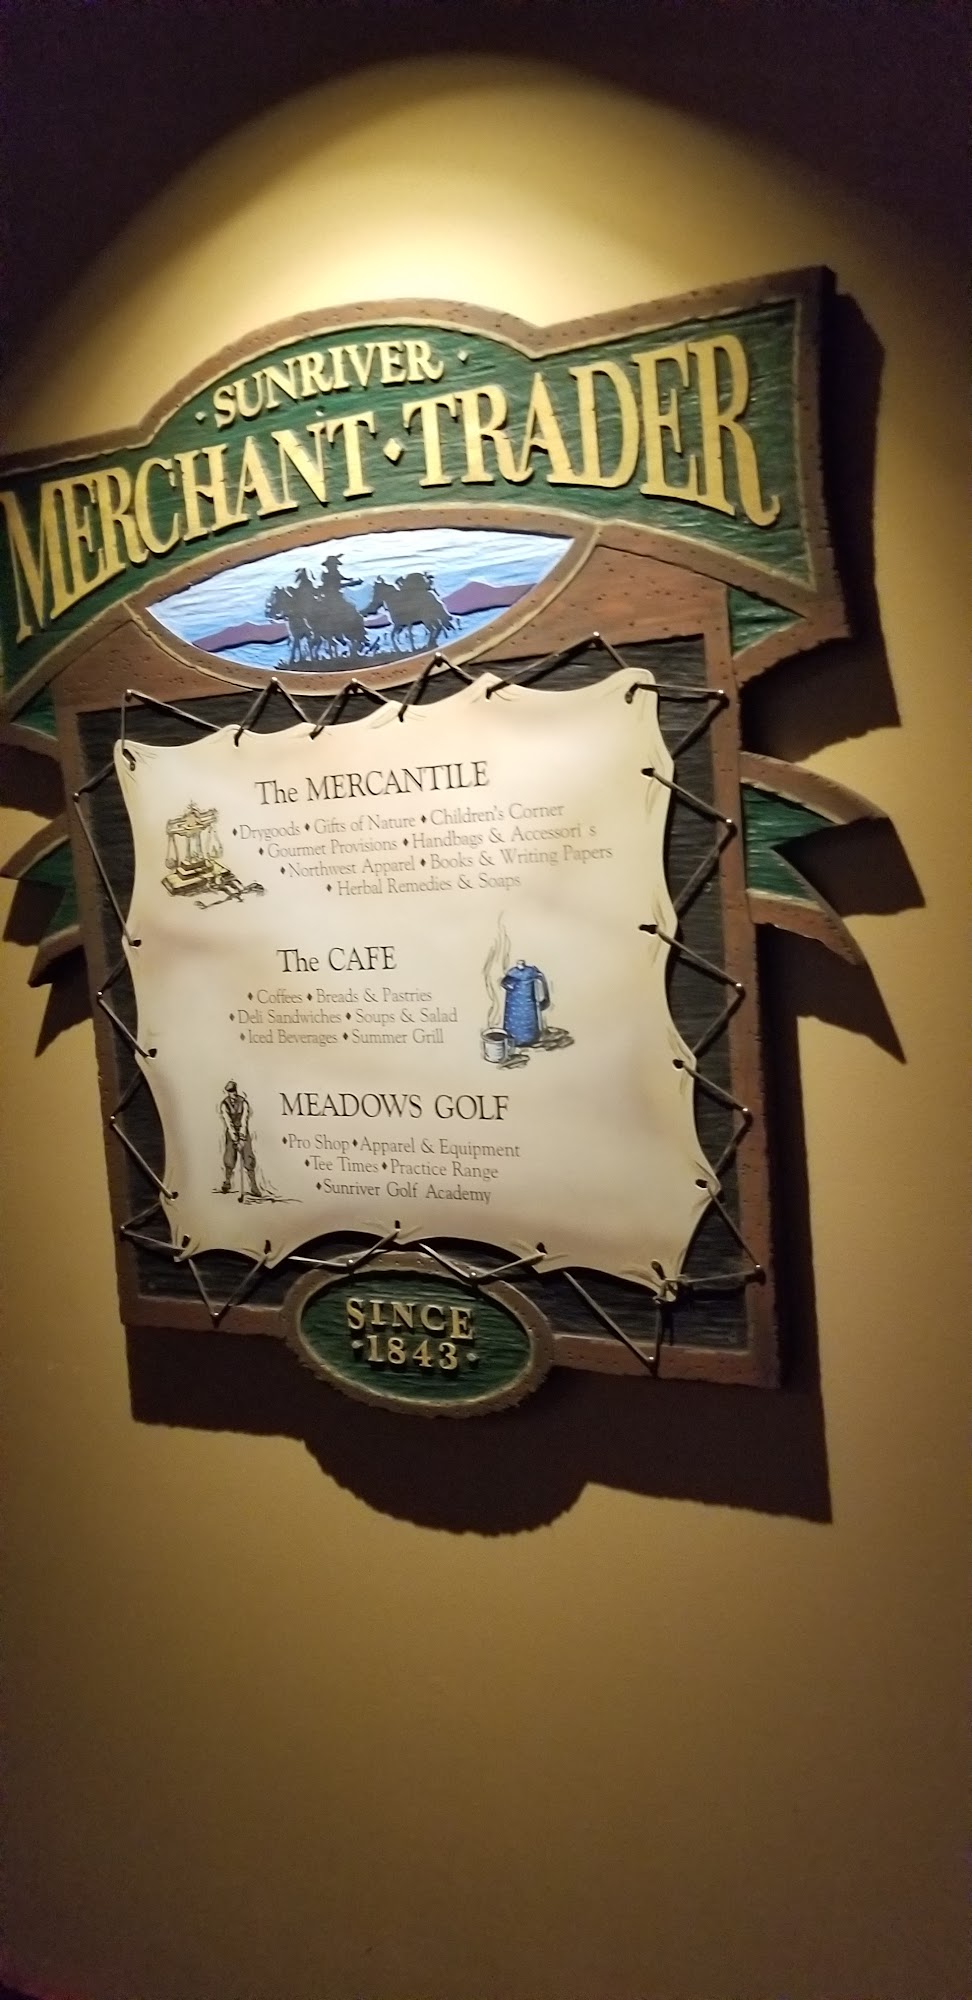 · SUNRIVER ·
MERCHANT · TRADER
The MERCANTILE
♦Drygoods ♦ Gifts of Nature ♦ Children's Corner
♦ Gourmet Provisions ♦ Handbags & Accessori s
♦ Northwest Apparel ♦ Books & Writing Papers
♦ Herbal Remedies & Soaps
The CAFE
♦ Coffees ♦ Breads & Pastries
♦ Deli Sandwiches ♦ Soups & Salad
♦ Iced Beverages ♦ Summer Grill
MEADOWS GOLF
♦Pro Shop ♦ Apparel & Equipment
♦Tee Times ♦ Practice Range
♦Sunriver Golf Academy
SINCE
· 1843 ·